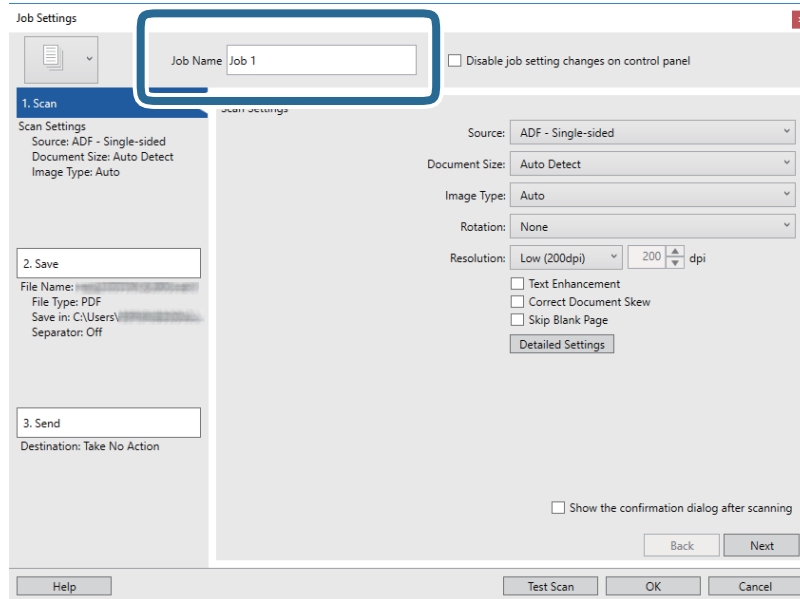 Job Settings
Job Name Job 1
Disable job setting changes on control panel
1. Scan
Scan Settings
Source: ADF - Single-sided
Document Size: Auto Detect
Image Type: Auto
2. Save
File Name:
File Type: PDF
Save in: C:\Users\
Separator: Off
3. Send
Destination: Take No Action
Scan Settings
Source: ADF - Single-sided
Document Size: Auto Detect
Image Type: Auto
Rotation: None
Resolution: Low (200dpi) 200 dpi
Text Enhancement
Correct Document Skew
Skip Blank Page
Detailed Settings
Show the confirmation dialog after scanning
Back Next
Help Test Scan OK Cancel